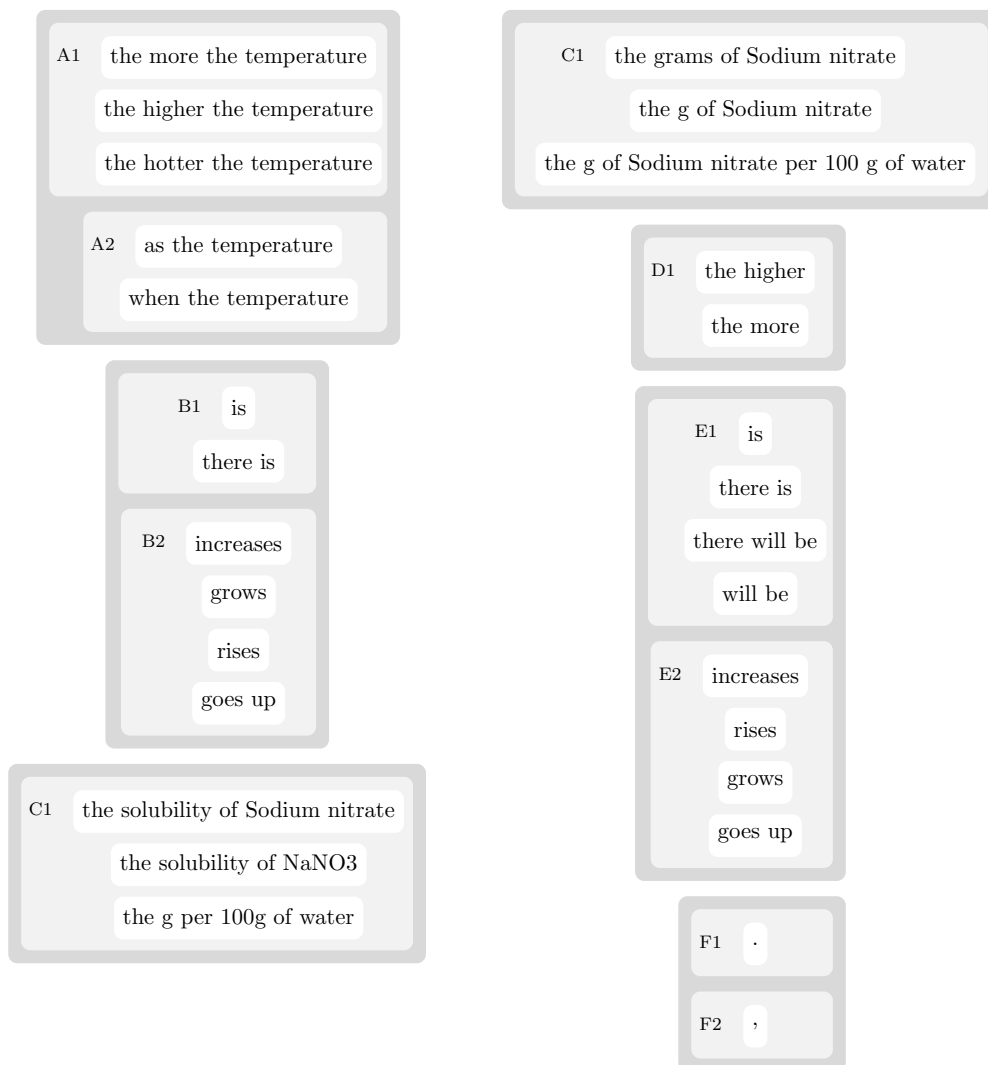 A1 the more the temperature
the higher the temperature
the hotter the temperature
A2 as the temperature
when the temperature
B1 is
there is
B2 increases
grows
rises
goes up
C1 the solubility of Sodium nitrate
the solubility of NaNO3
the g per 100g of water
C1 the grams of Sodium nitrate
the g of Sodium nitrate
the g of Sodium nitrate per 100 g of water
D1 the higher
the more
E1 is
there is
there will be
will be
E2 increases
rises
grows
goes up
F1 .
F2 ,